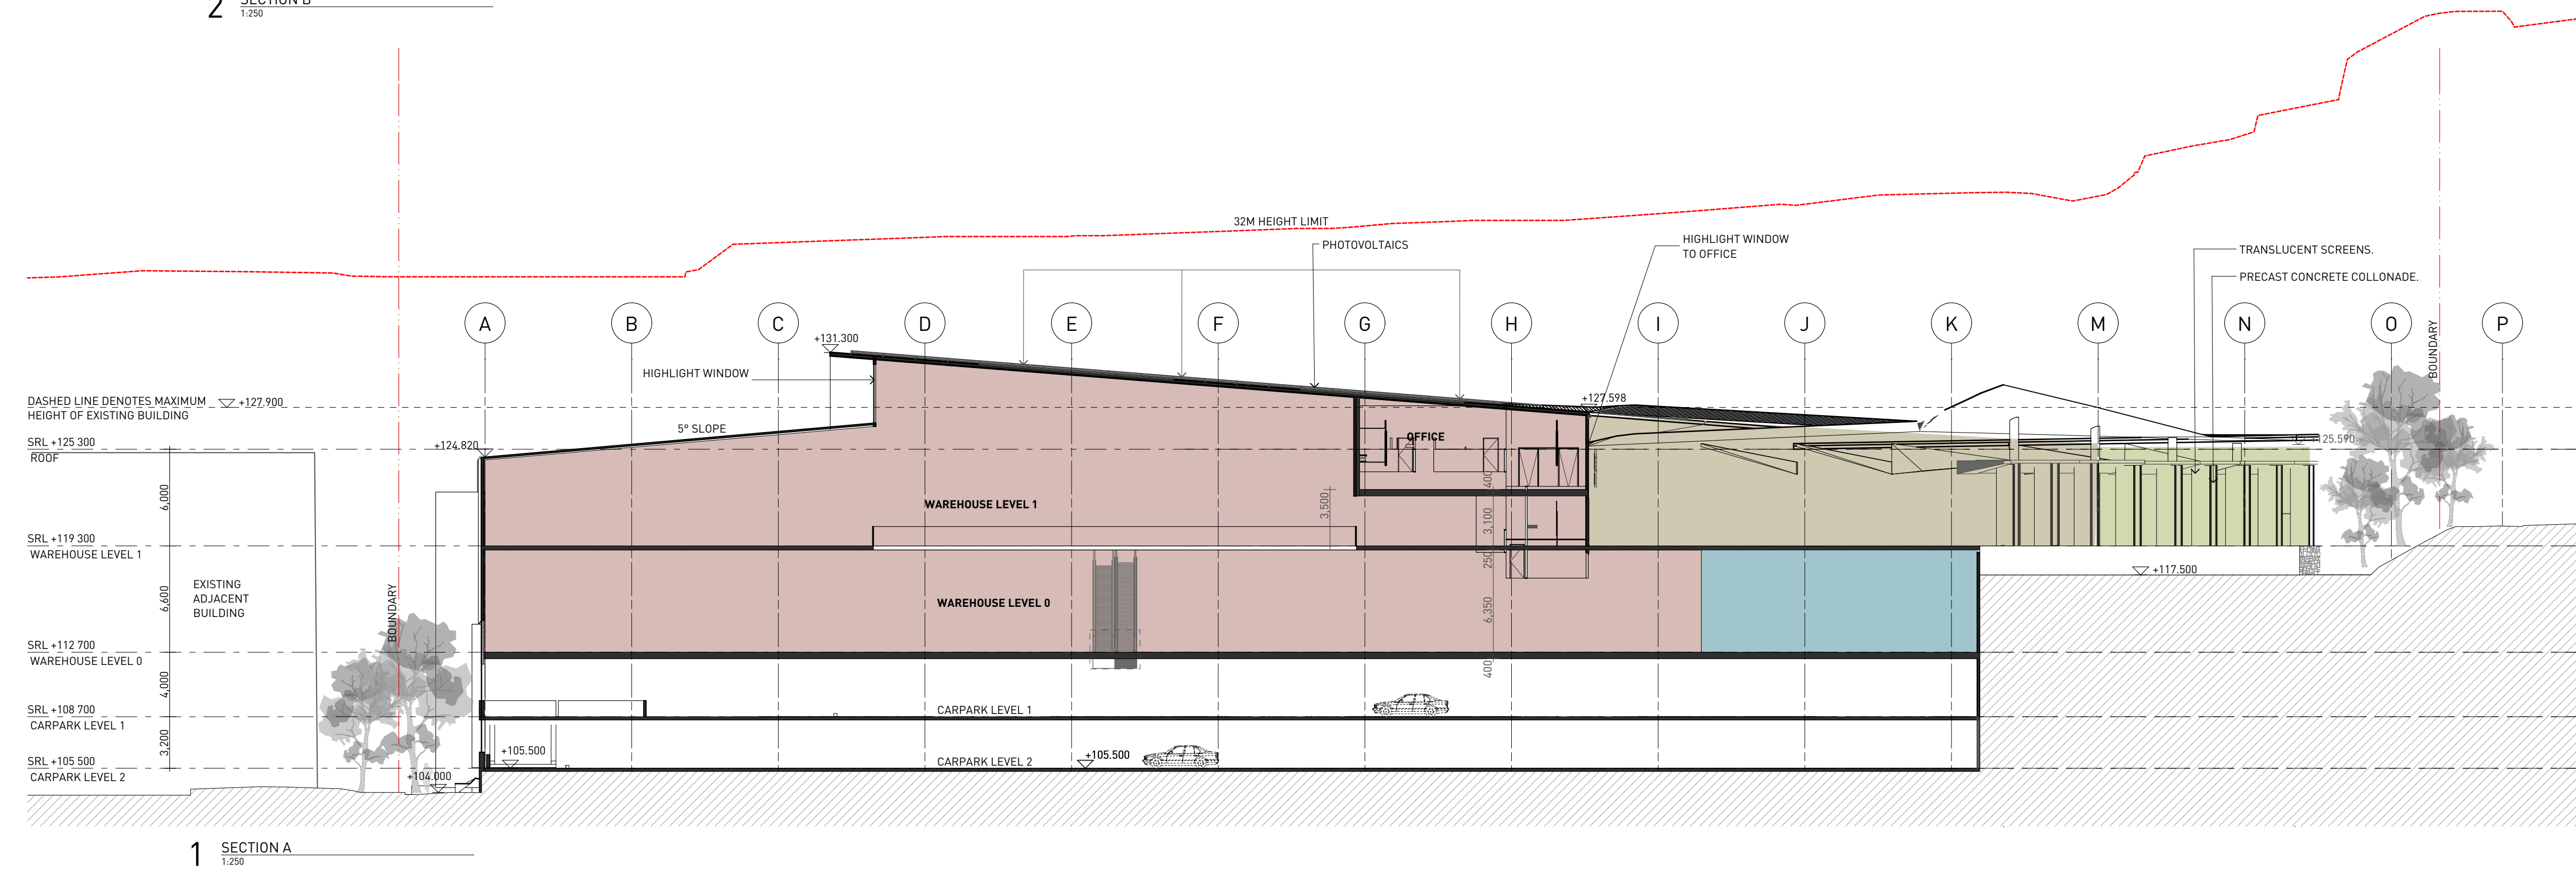 2 SECTION B
1:250
32M HEIGHT LIMIT
PHOTOVOLTAICS
HIGHLIGHT WINDOW
TO OFFICE
TRANSLUCENT SCREENS.
PRECAST CONCRETE COLLONADE.
A B C D E F G H I J K M N O P
BOUNDARY
+131.300
HIGHLIGHT WINDOW
DASHED LINE DENOTES MAXIMUM
HEIGHT OF EXISTING BUILDING
+127.900
+127.598
5° SLOPE
OFFICE
SRL +125 300
ROOF
+124.820
+125.590
6,000
400
3,500
3,100
WAREHOUSE LEVEL 1
SRL +119 300
WAREHOUSE LEVEL 1
250
+117.500
EXISTING
ADJACENT
BUILDING
BOUNDARY
6,600
WAREHOUSE LEVEL 0
6,350
SRL +112 700
WAREHOUSE LEVEL 0
400
4,000
SRL +108 700
CARPARK LEVEL 1
CARPARK LEVEL 1
3,200
+105.500
+105.500
SRL +105 500
CARPARK LEVEL 2
CARPARK LEVEL 2
+104.000
1 SECTION A
1:250